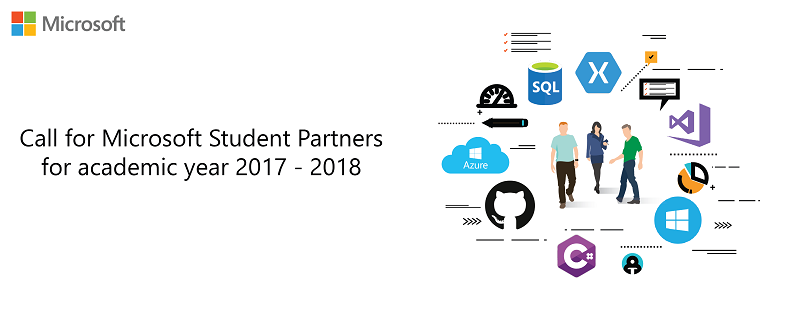 Microsoft
Call for Microsoft Student Partners
for academic year 2017 - 2018
SQL
Azure
C#